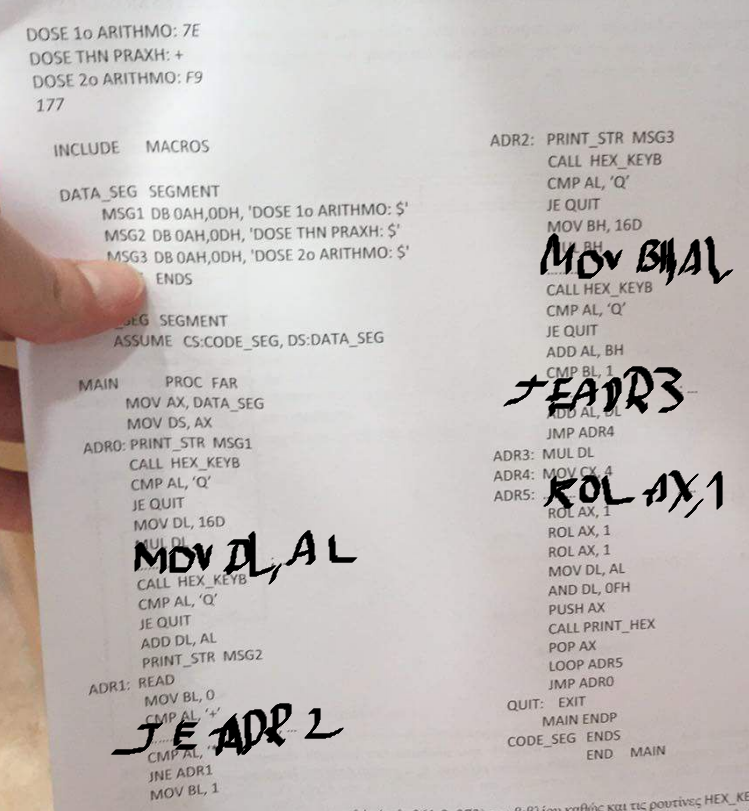 DOSE 1o ARITHMO: 7E
DOSE THN PRAXH: +
DOSE 2o ARITHMO: F9
177
INCLUDE MACROS
DATA_SEG SEGMENT
MSG1 DB 0AH,0DH, 'DOSE 1o ARITHMO: $'
MSG2 DB 0AH,0DH, 'DOSE THN PRAXH: $'
MSG3 DB 0AH,0DH, 'DOSE 2o ARITHMO: $'
ENDS
_SEG SEGMENT
ASSUME CS:CODE_SEG, DS:DATA_SEG
MAIN PROC FAR
MOV AX, DATA_SEG
MOV DS, AX
ADR0: PRINT_STR MSG1
CALL HEX_KEYB
CMP AL, 'Q'
JE QUIT
MOV DL, 16D
MUL DL
MOV DL, AL
CALL HEX_KEYB
CMP AL, 'Q'
JE QUIT
ADD DL, AL
PRINT_STR MSG2
ADR1: READ
MOV BL, 0
CMP AL, '+'
JE ADR2
CMP AL,
JNE ADR1
MOV BL, 1
ADR2: PRINT_STR MSG3
CALL HEX_KEYB
CMP AL, 'Q'
JE QUIT
MOV BH, 16D
MUL BH
MOV BH,AL
CALL HEX_KEYB
CMP AL, 'Q'
JE QUIT
ADD AL, BH
CMP BL, 1
JE ADR3
ADD AL, DL
JMP ADR4
ADR3: MUL DL
ADR4: MOV CX, 4
ADR5: ROL AX,1
ROL AX, 1
ROL AX, 1
ROL AX, 1
MOV DL, AL
AND DL, 0FH
PUSH AX
CALL PRINT_HEX
POP AX
LOOP ADR5
JMP ADR0
QUIT: EXIT
MAIN ENDP
CODE_SEG ENDS
END MAIN
καθώς και τις ρουτίνες HEX_KE